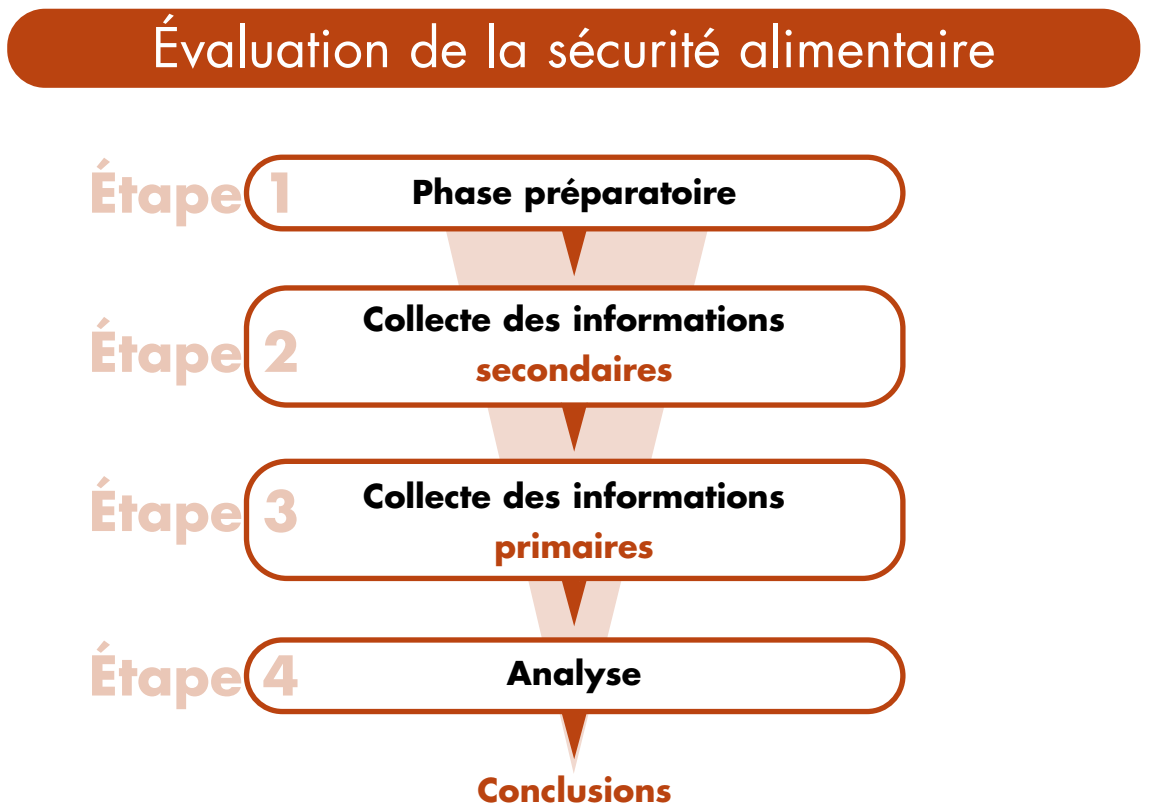 Évaluation de la sécurité alimentaire
Étape 1
Phase préparatoire
Étape 2
Collecte des informations
secondaires
Étape 3
Collecte des informations
primaires
Étape 4
Analyse
Conclusions